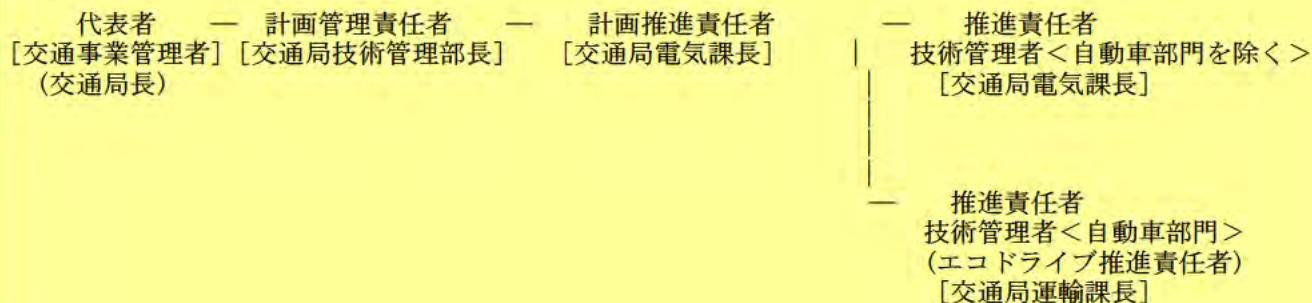 代表者 ― 計画管理責任者 ― 計画推進責任者 ― 推進責任者
[交通事業管理者] [交通局技術管理部長] [交通局電気課長] | 技術管理者＜自動車部門を除く＞
(交通局長) | [交通局電気課長]
|
|
|
― 推進責任者
技術管理者＜自動車部門＞
(エコドライブ推進責任者)
[交通局運輸課長]